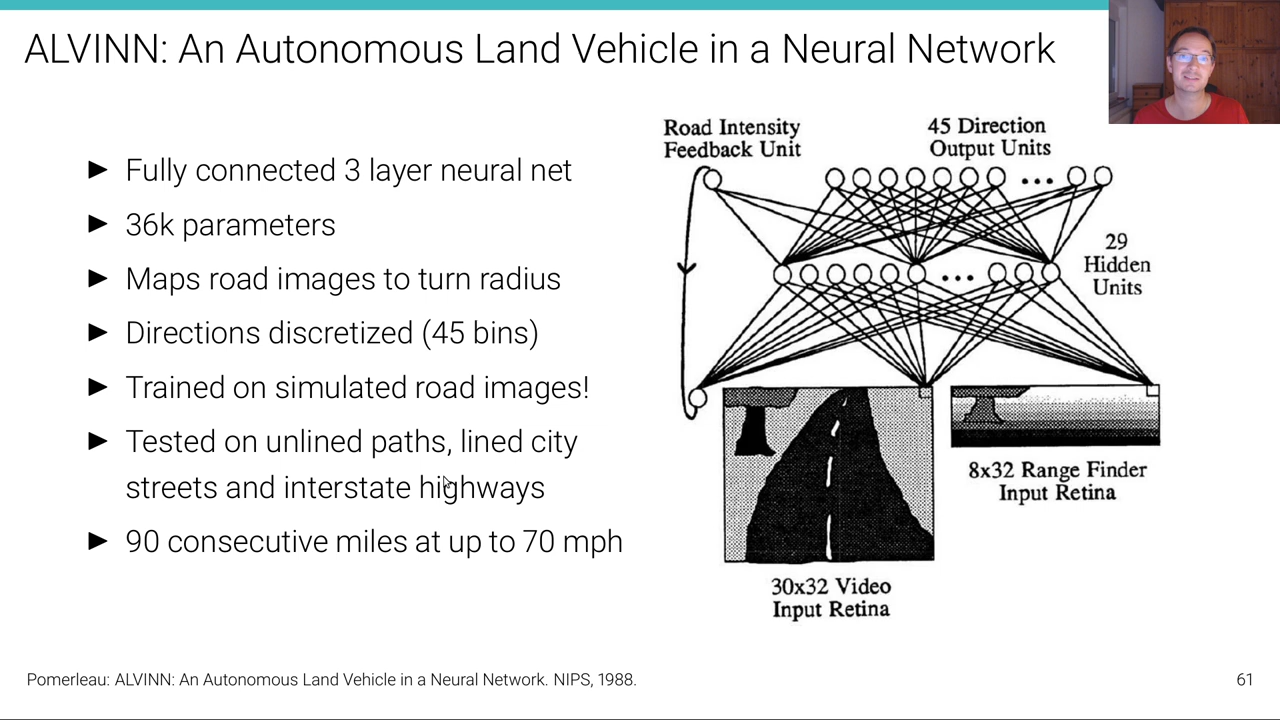 ALVINN: An Autonomous Land Vehicle in a Neural Network
► Fully connected 3 layer neural net
► 36k parameters
► Maps road images to turn radius
► Directions discretized (45 bins)
► Trained on simulated road images!
► Tested on unlined paths, lined city
streets and interstate highways
► 90 consecutive miles at up to 70 mph
Road Intensity
Feedback Unit
45 Direction
Output Units
29
Hidden
Units
8x32 Range Finder
Input Retina
30x32 Video
Input Retina
Pomerleau: ALVINN: An Autonomous Land Vehicle in a Neural Network. NIPS, 1988.
61